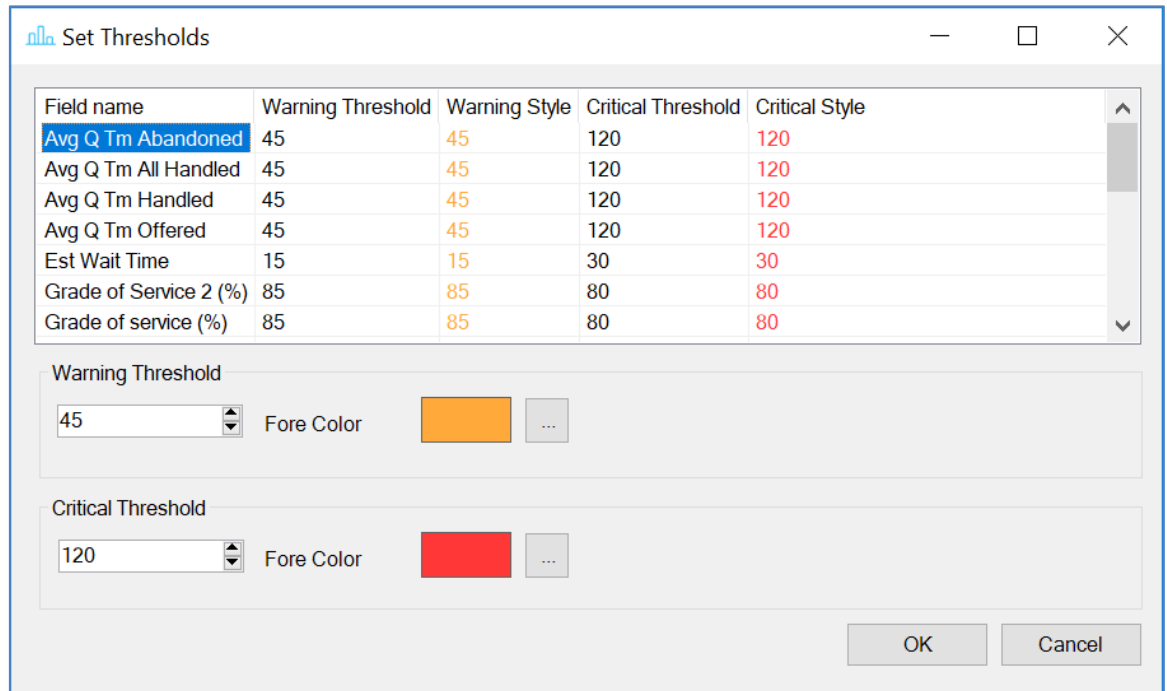 Set Thresholds
Field name Warning Threshold Warning Style Critical Threshold Critical Style
Avg Q Tm Abandoned 45 45 120 120
Avg Q Tm All Handled 45 45 120 120
Avg Q Tm Handled 45 45 120 120
Avg Q Tm Offered 45 45 120 120
Est Wait Time 15 15 30 30
Grade of Service 2 (%) 85 85 80 80
Grade of service (%) 85 85 80 80
Warning Threshold
45 Fore Color ...
Critical Threshold
120 Fore Color ...
OK Cancel